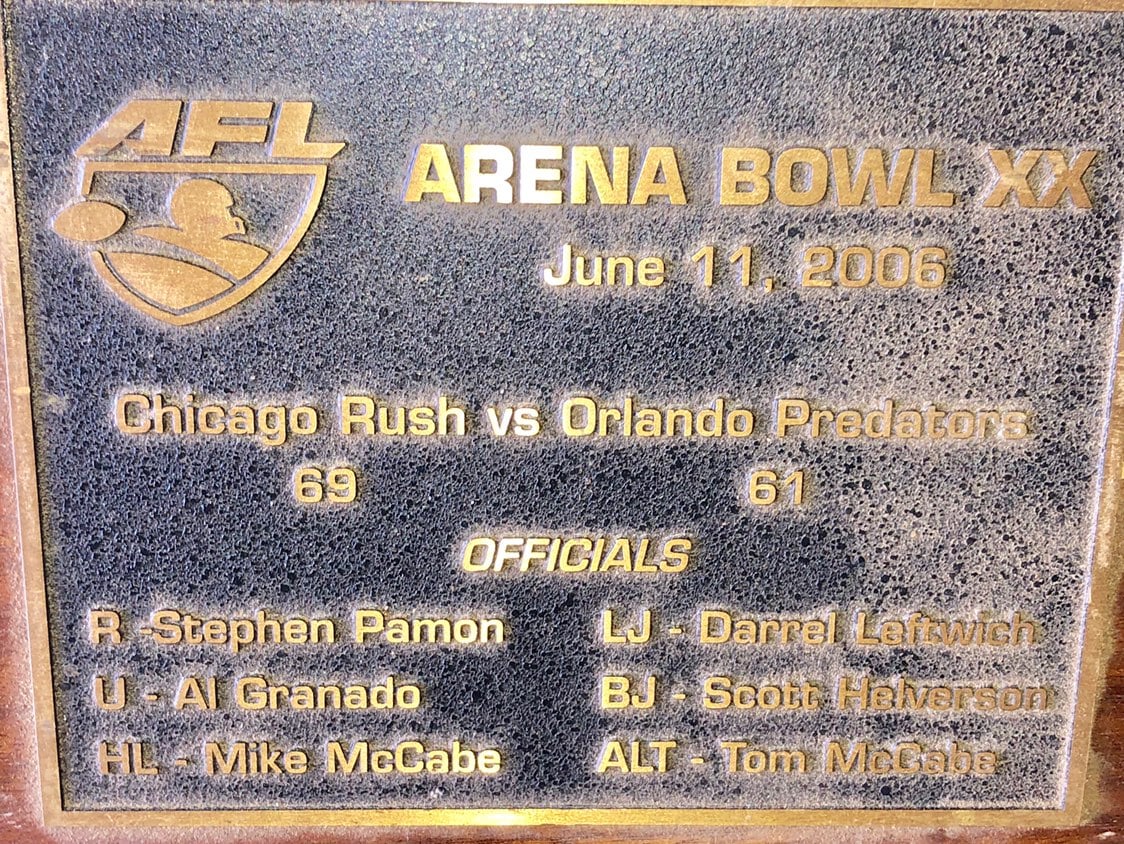 AFL
ARENA BOWL XX
June 11, 2006
Chicago Rush vs Orlando Predators
69 61
OFFICIALS
R -Stephen Pamon LJ - Darrel Leftwich
U - Al Granado BJ - Scott Helverson
HL - Mike McCabe ALT - Tom McCabe